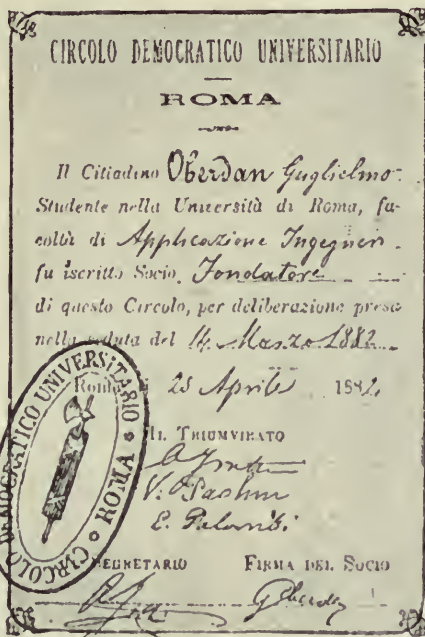 CIRCOLO DEMOCRATICO UNIVERSITARIO
ROMA
Il Cittadino Oberdan Guglielmo
Studente nella Università di Roma, fa-
coltà di Applicazione Ingegneri
fu iscritto Socio Fondatore
di questo Circolo, per deliberazione presa
nella seduta del 14 Marzo 1882
Roma 25 Aprile 1882
IL TRIUMVIRATO
E. Palombi
SEGRETARIO FIRMA DEL SOCIO
GOberdan
CIRCOLO DEMOCRATICO UNIVERSITARIO ROMA